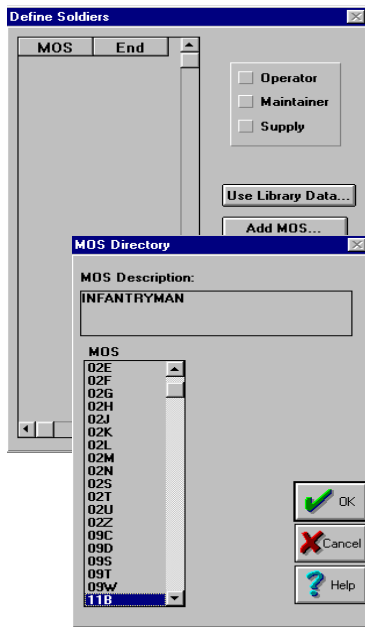 Define Soldiers
MOS End
Operator
Maintainer
Supply
Use Library Data...
Add MOS...
MOS Directory
MOS Description:
INFANTRYMAN
MOS
02E
02F
02G
02H
02J
02K
02L
02M
02N
02S
02T
02U
02Z
09C
09D
09S
09T
09W
11B
OK
Cancel
Help